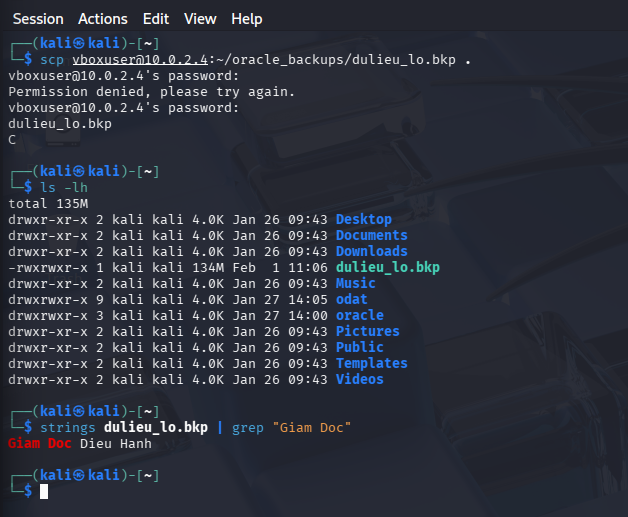 Session Actions Edit View Help
┌──(kali㉿kali)-[~]
└─$ scp vboxuser@10.0.2.4:~/oracle_backups/dulieu_lo.bkp .
vboxuser@10.0.2.4's password:
Permission denied, please try again.
vboxuser@10.0.2.4's password:
dulieu_lo.bkp
C
┌──(kali㉿kali)-[~]
└─$ ls -lh
total 135M
drwxr-xr-x 2 kali kali 4.0K Jan 26 09:43 Desktop
drwxr-xr-x 2 kali kali 4.0K Jan 26 09:43 Documents
drwxr-xr-x 2 kali kali 4.0K Jan 26 09:43 Downloads
-rwxrwxr-x 1 kali kali 134M Feb  1 11:06 dulieu_lo.bkp
drwxr-xr-x 2 kali kali 4.0K Jan 26 09:43 Music
drwxrwxr-x 9 kali kali 4.0K Jan 27 14:05 odat
drwxrwxr-x 3 kali kali 4.0K Jan 27 14:00 oracle
drwxr-xr-x 2 kali kali 4.0K Jan 26 09:43 Pictures
drwxr-xr-x 2 kali kali 4.0K Jan 26 09:43 Public
drwxr-xr-x 2 kali kali 4.0K Jan 26 09:43 Templates
drwxr-xr-x 2 kali kali 4.0K Jan 26 09:43 Videos
┌──(kali㉿kali)-[~]
└─$ strings dulieu_lo.bkp | grep "Giam Doc"
Giam Doc Dieu Hanh
┌──(kali㉿kali)-[~]
└─$